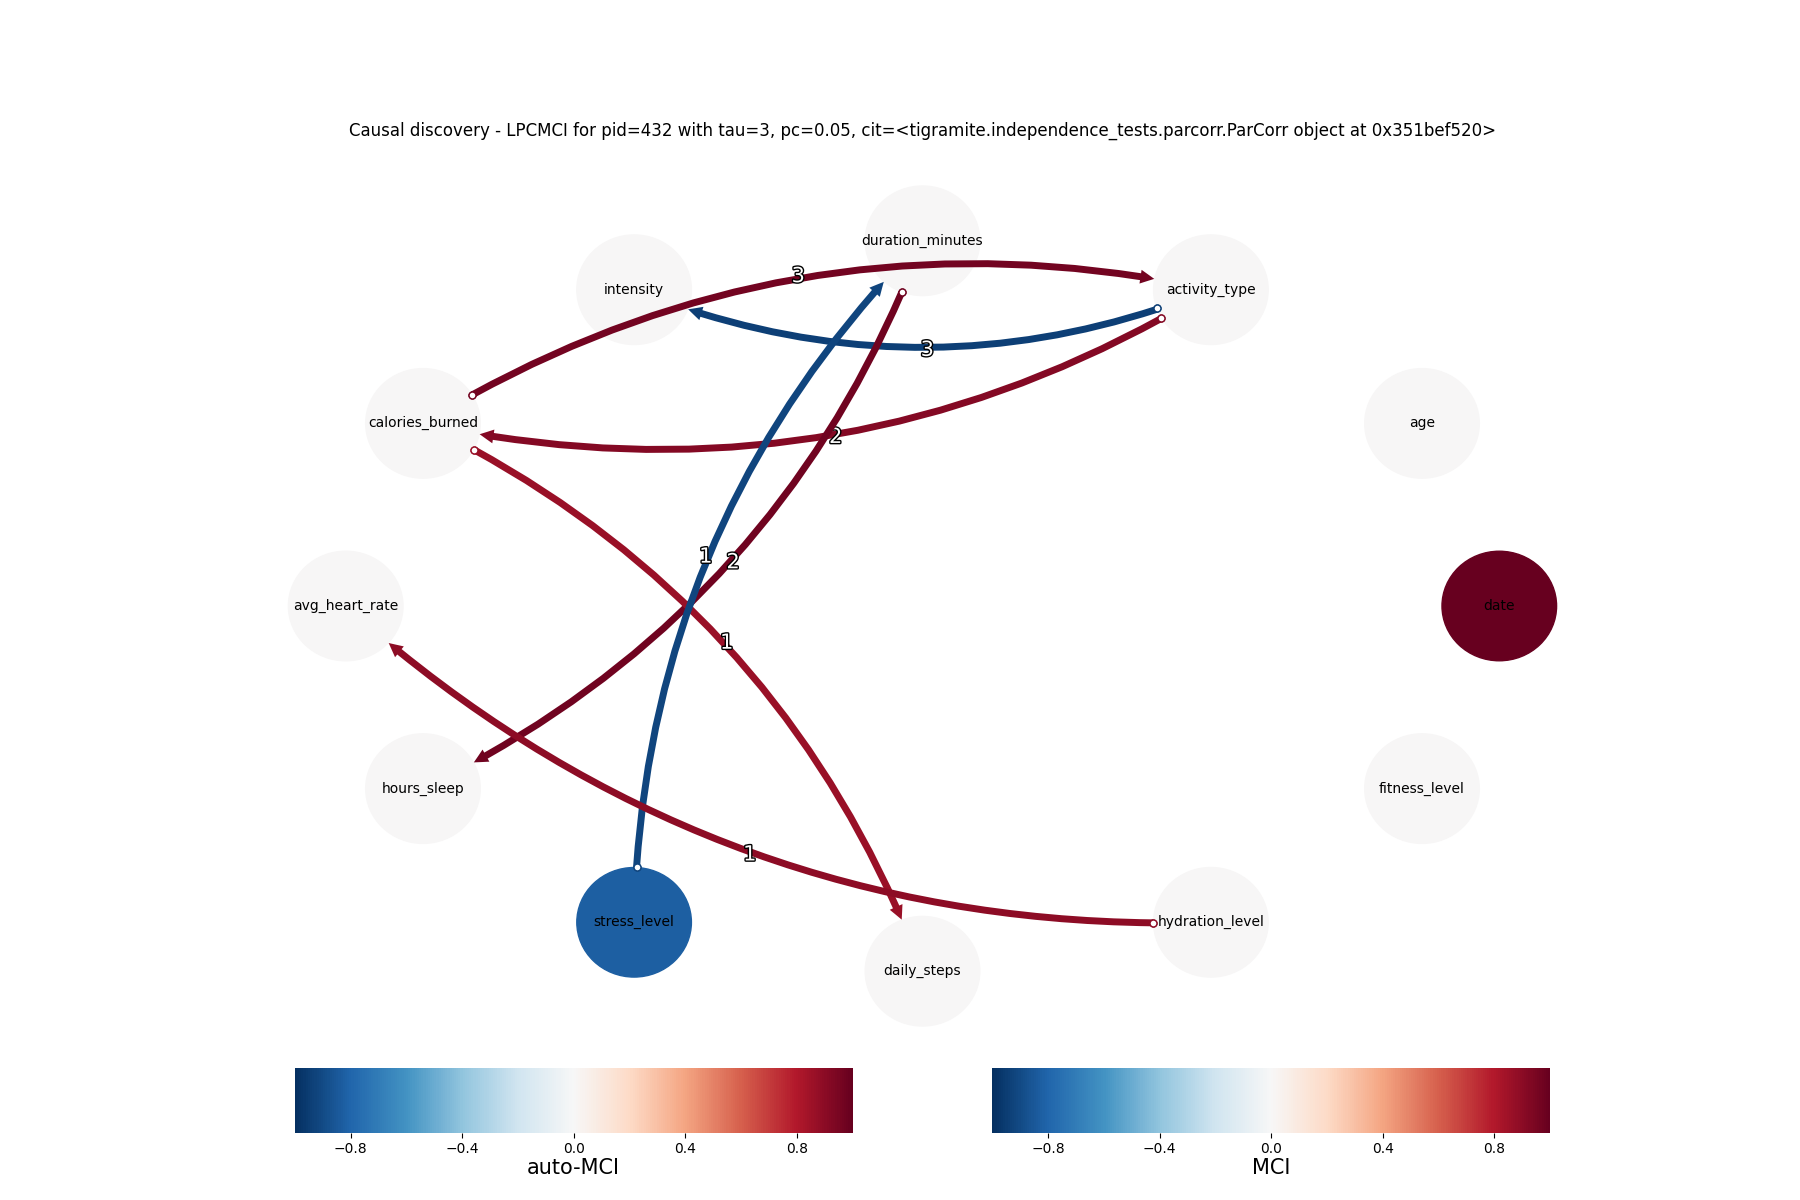 Causal discovery - LPCMCI for pid=432 with tau=3, pc=0.05, cit=<tigramite.independence_tests.parcorr.ParCorr object at 0x351bef520>
duration_minutes
3
intensity
activity_type
3
calories_burned
age
2
1
2
avg_heart_rate
date
1
hours_sleep
fitness_level
1
stress_level
hydration_level
daily_steps
−0.8 −0.4 0.0 0.4 0.8
auto-MCI
−0.8 −0.4 0.0 0.4 0.8
MCI